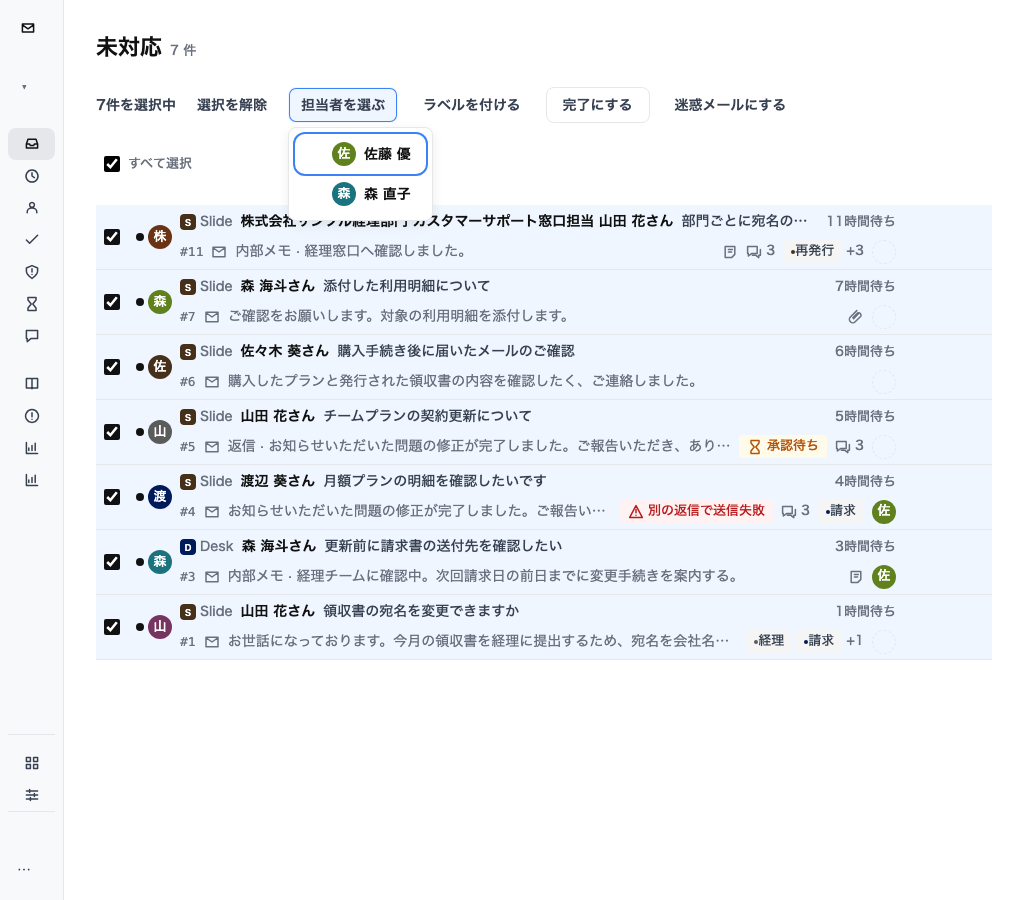 未対応 7 件
7件を選択中 選択を解除 担当者を選ぶ ラベルを付ける 完了にする 迷惑メールにする
佐 佐藤 優
すべて選択
森 森 直子
株 S Slide 株式会社サンプル経理部門 カスタマーサポート窓口担当 山田 花さん 部門ごとに宛名の… 11時間待ち
#11 内部メモ · 経理窓口へ確認しました。 3 •再発行 +3
森 S Slide 森 海斗さん 添付した利用明細について 7時間待ち
#7 ご確認をお願いします。対象の利用明細を添付します。
佐 S Slide 佐々木 葵さん 購入手続き後に届いたメールのご確認 6時間待ち
#6 購入したプランと発行された領収書の内容を確認したく、ご連絡しました。
山 S Slide 山田 花さん チームプランの契約更新について 5時間待ち
#5 返信 · お知らせいただいた問題の修正が完了しました。ご報告いただき、あり… 承認待ち 3
渡 S Slide 渡辺 葵さん 月額プランの明細を確認したいです 4時間待ち
#4 お知らせいただいた問題の修正が完了しました。ご報告い… 別の返信で送信失敗 3 •請求 佐
森 D Desk 森 海斗さん 更新前に請求書の送付先を確認したい 3時間待ち
#3 内部メモ · 経理チームに確認中。次回請求日の前日までに変更手続きを案内する。 佐
山 S Slide 山田 花さん 領収書の宛名を変更できますか 1時間待ち
#1 お世話になっております。今月の領収書を経理に提出するため、宛名を会社名… •経理 •請求 +1